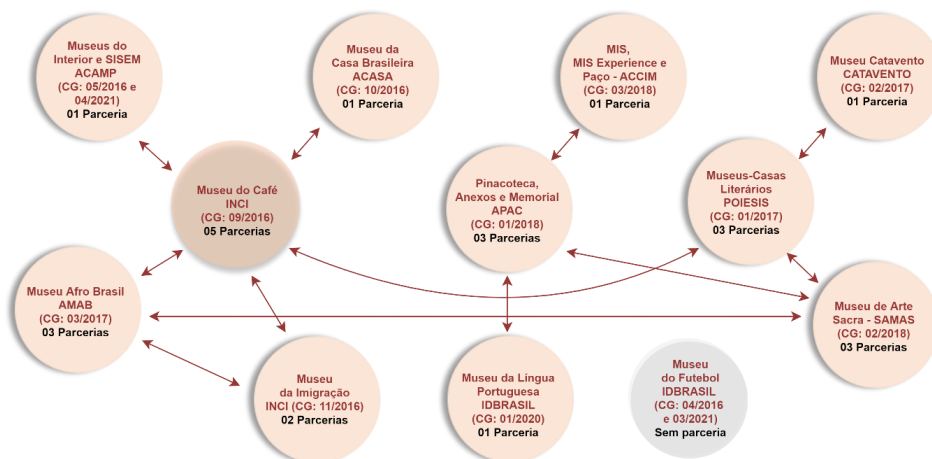 Museus do
Interior e SISEM
ACAMP
(CG: 05/2016 e
04/2021)
01 Parceria
Museu da
Casa Brasileira
ACASA
(CG: 10/2016)
01 Parceria
MIS,
MIS Experience e
Paço - ACCIM
(CG: 03/2018)
01 Parceria
Museu Catavento
CATAVENTO
(CG: 02/2017)
01 Parceria
Museu do Café
INCI
(CG: 09/2016)
05 Parcerias
Pinacoteca,
Anexos e Memorial
APAC
(CG: 01/2018)
03 Parcerias
Museus-Casas
Literários
POIESIS
(CG: 01/2017)
03 Parcerias
Museu Afro Brasil
AMAB
(CG: 03/2017)
03 Parcerias
Museu de Arte
Sacra - SAMAS
(CG: 02/2018)
03 Parcerias
Museu
da Imigração
INCI (CG: 11/2016)
02 Parcerias
Museu da Língua
Portuguesa
IDBRASIL
(CG: 01/2020)
01 Parceria
Museu
do Futebol
IDBRASIL
(CG: 04/2016
e 03/2021)
Sem parceria